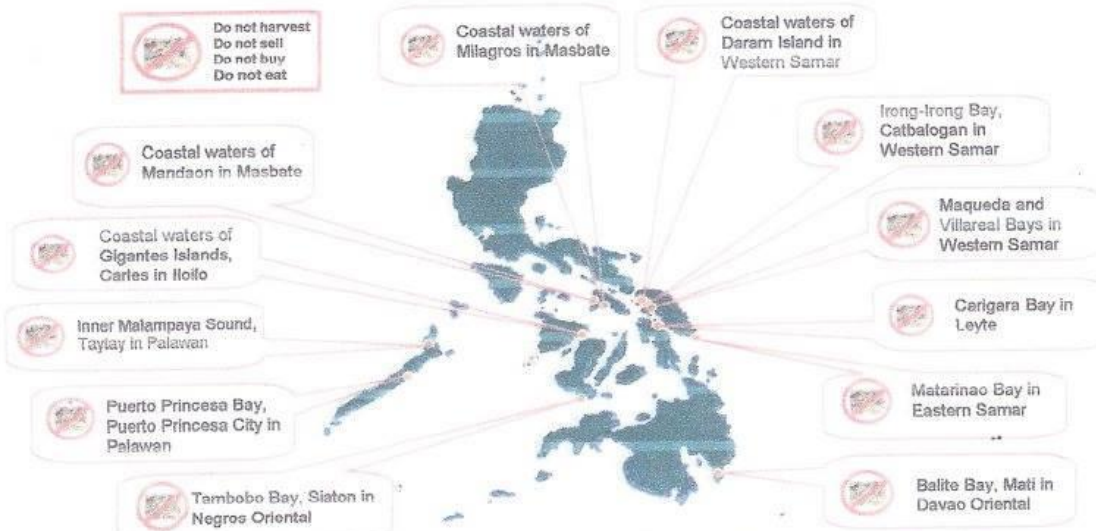 Do not harvest
Do not sell
Do not buy
Do not eat
Coastal waters of
Milagros in Masbate
Coastal waters of
Daram Island in
Western Samar
Irong-Irong Bay,
Catbalogan in
Western Samar
Coastal waters of
Mandaon in Masbate
Maqueda and
Villareal Bays in
Western Samar
Coastal waters of
Gigantes Islands,
Carles in Iloilo
Carigara Bay in
Leyte
Inner Malampaya Sound,
Taytay in Palawan
Matarinao Bay in
Eastern Samar
Puerto Princesa Bay,
Puerto Princesa City in
Palawan
Tambobo Bay, Siaton in
Negros Oriental
Balite Bay, Mati in
Davao Oriental